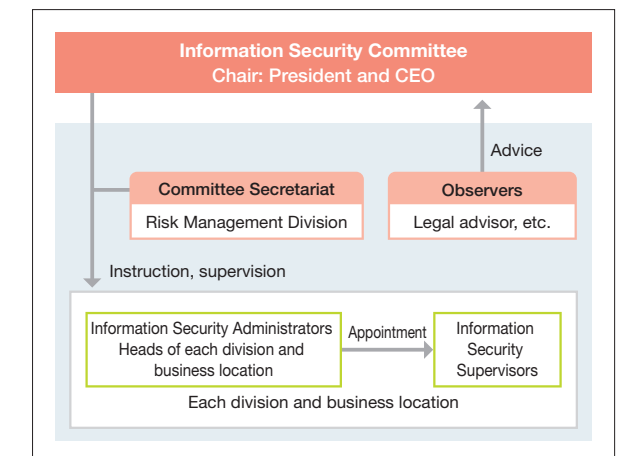 Information Security Committee
Chair: President and CEO
Advice
Committee Secretariat
Risk Management Division
Observers
Legal advisor, etc.
Instruction, supervision
Information Security Administrators
Heads of each division and
business location
Appointment
Information
Security
Supervisors
Each division and business location